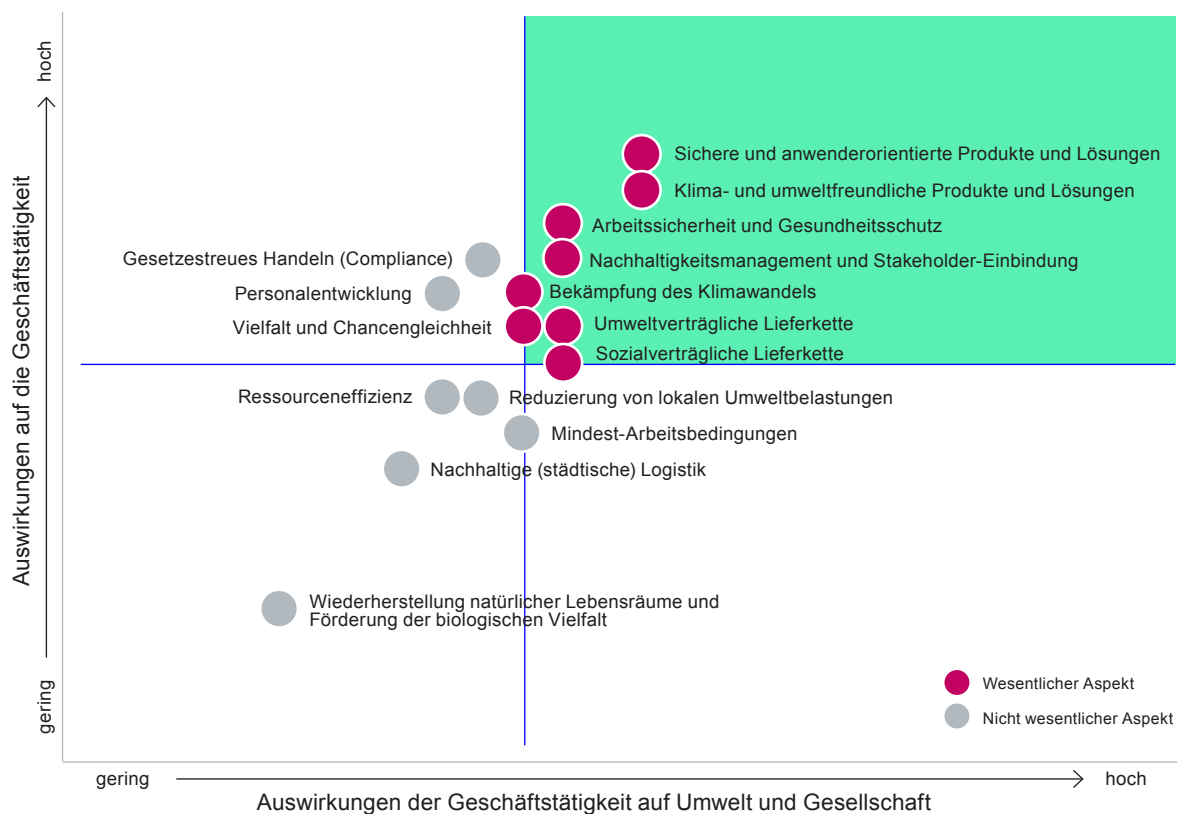 hoch
Auswirkungen auf die Geschäftstätigkeit
gering
Sichere und anwenderorientierte Produkte und Lösungen
Klima- und umweltfreundliche Produkte und Lösungen
Arbeitssicherheit und Gesundheitsschutz
Gesetzestreues Handeln (Compliance)
Nachhaltigkeitsmanagement und Stakeholder-Einbindung
Personalentwicklung
Bekämpfung des Klimawandels
Vielfalt und Chancengleichheit
Umweltverträgliche Lieferkette
Sozialverträgliche Lieferkette
Ressourceneffizienz
Reduzierung von lokalen Umweltbelastungen
Mindest-Arbeitsbedingungen
Nachhaltige (städtische) Logistik
Wiederherstellung natürlicher Lebensräume und
Förderung der biologischen Vielfalt
Wesentlicher Aspekt
Nicht wesentlicher Aspekt
gering
hoch
Auswirkungen der Geschäftstätigkeit auf Umwelt und Gesellschaft